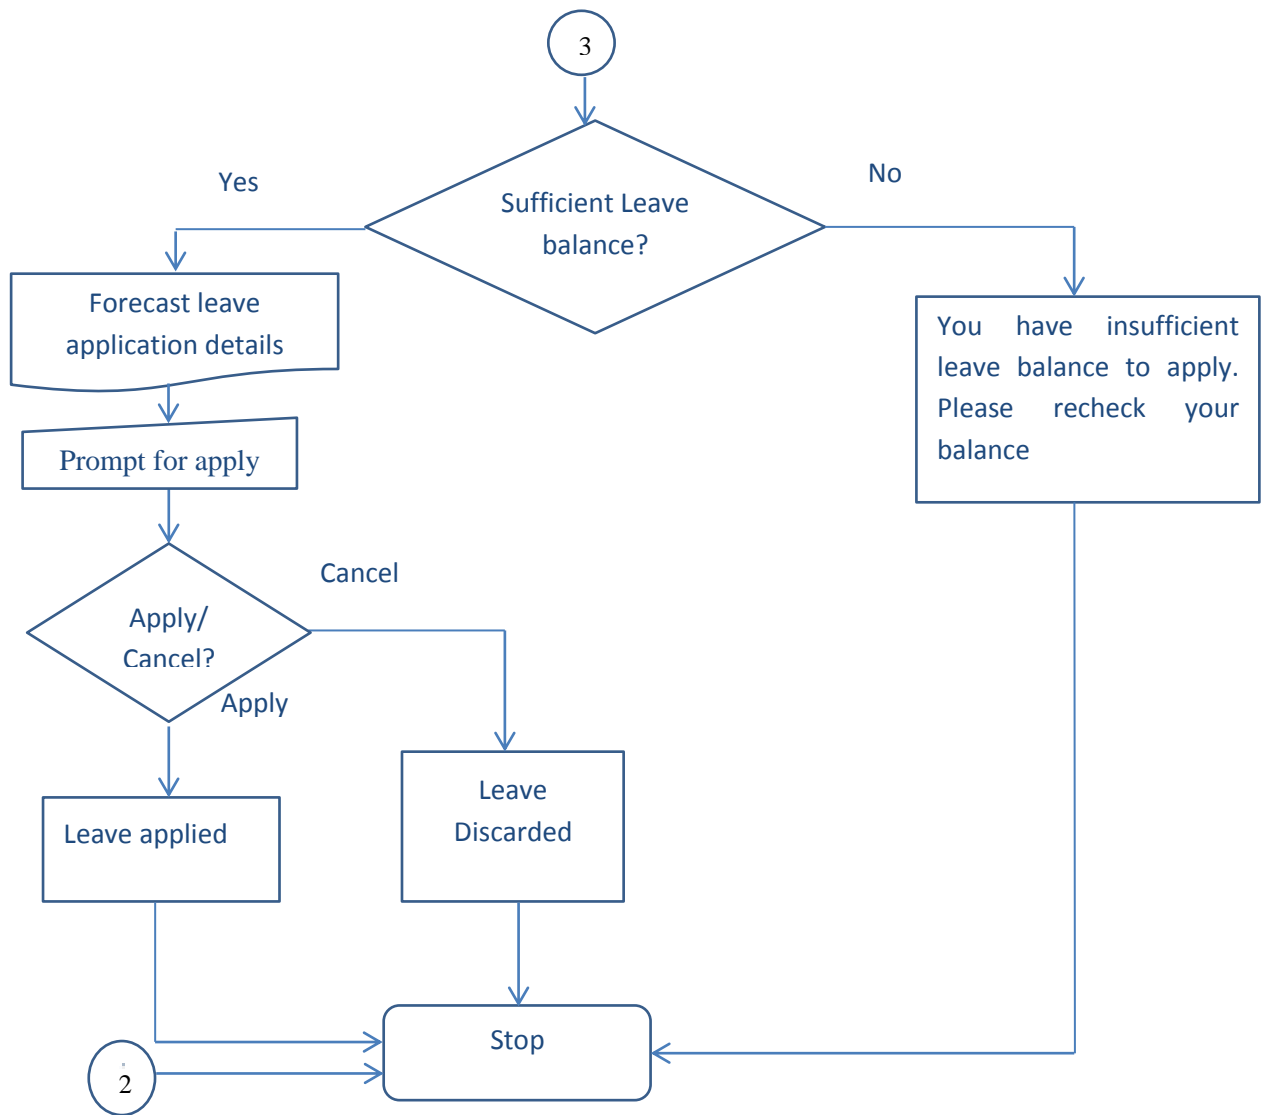 3
Yes
No
Sufficient Leave
balance?
Forecast leave
application details
You have insufficient
leave balance to apply.
Please recheck your
balance
Prompt for apply
Cancel
Apply/
Cancel?
Apply
Leave applied
Leave
Discarded
Stop
2